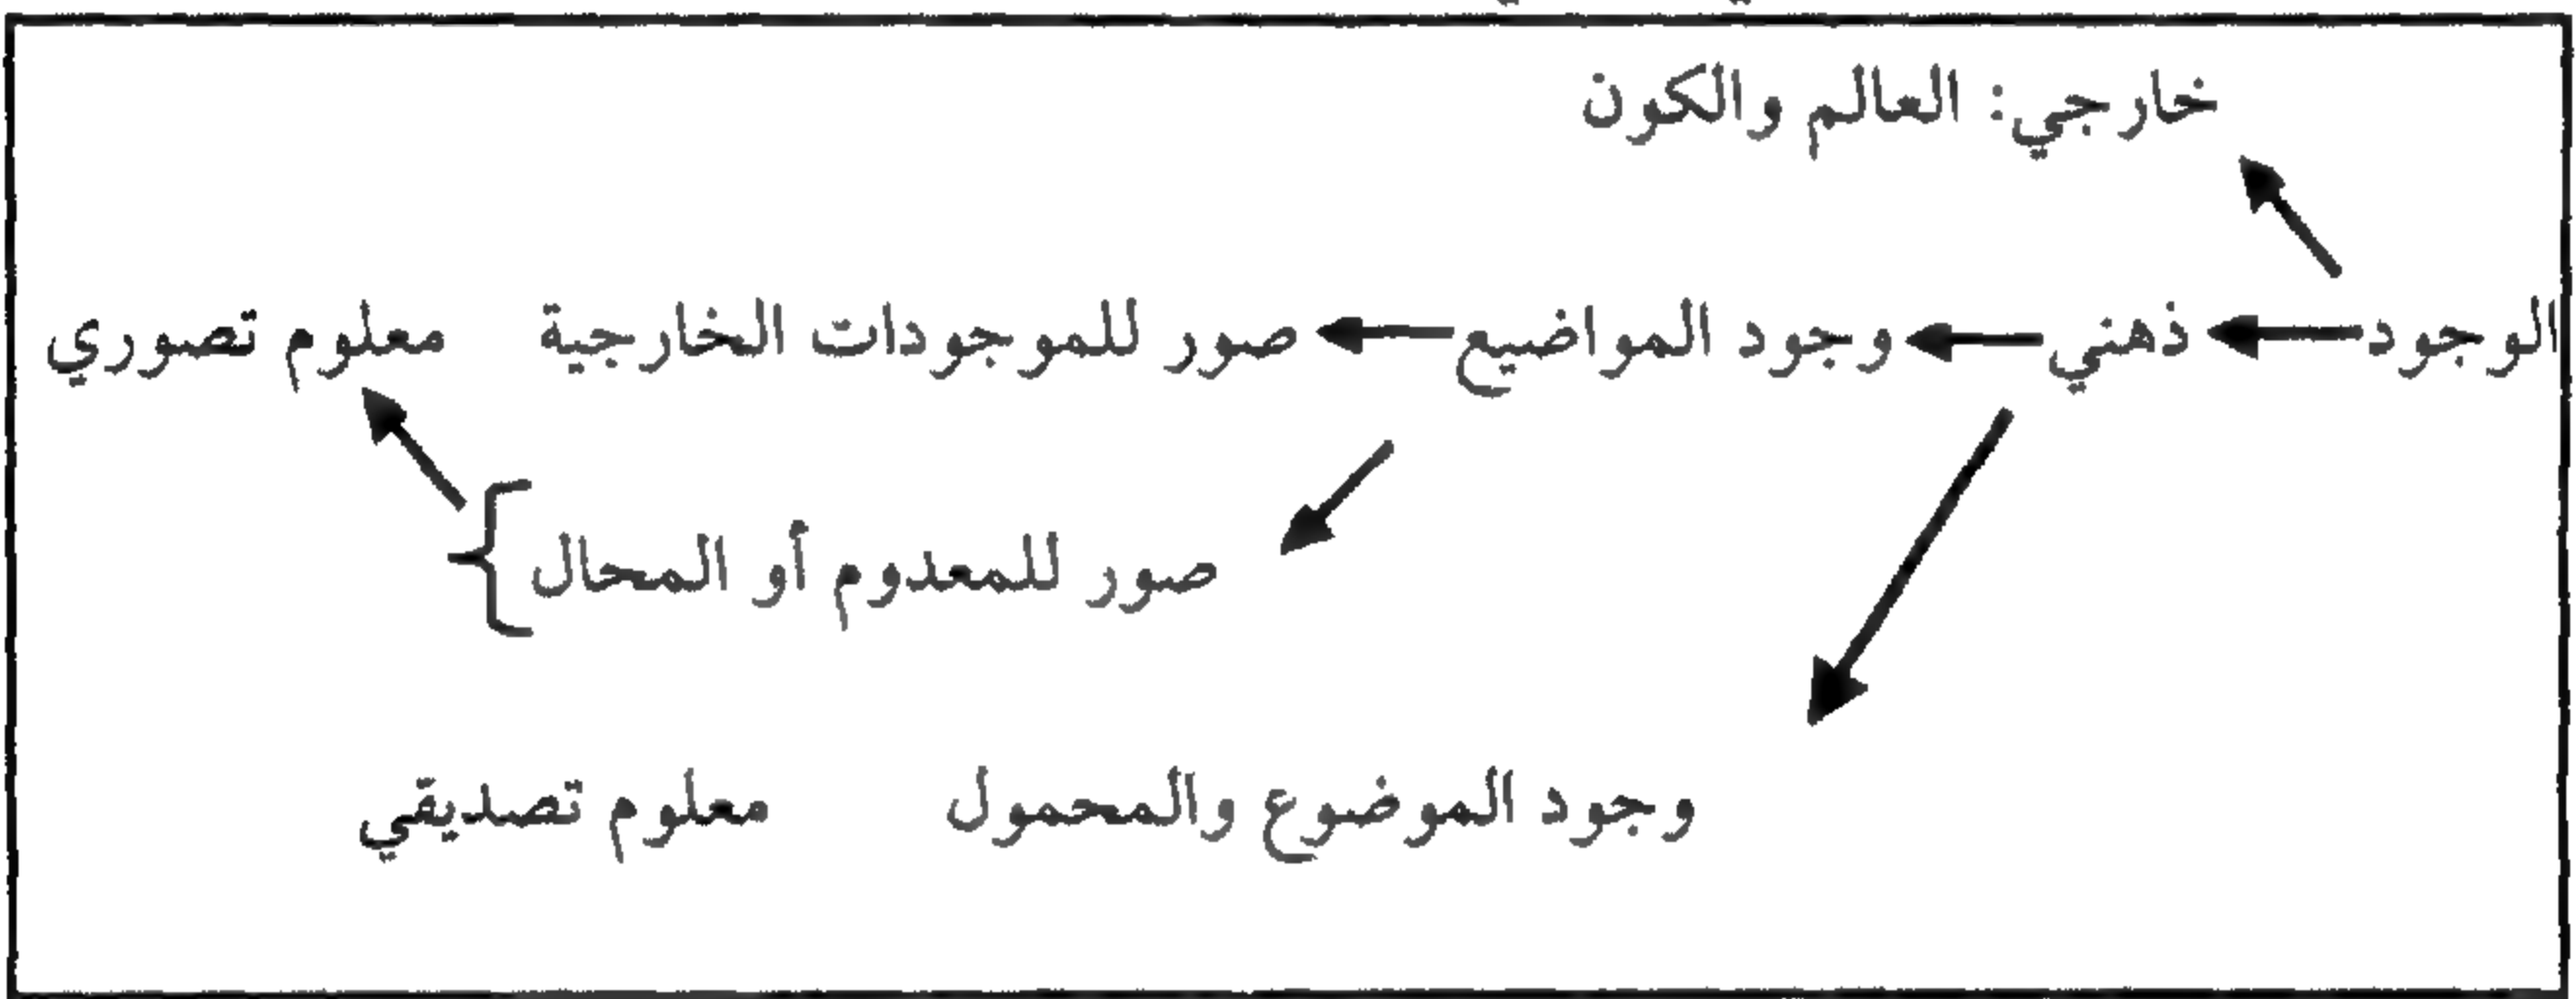 خارجي: العالم والكون
الوجود ذهني وجود المواضيع صور للموجودات الخارجية معلوم تصوري
صور للمعدوم أو المحال
وجود الموضوع والمحمول معلوم تصديقي